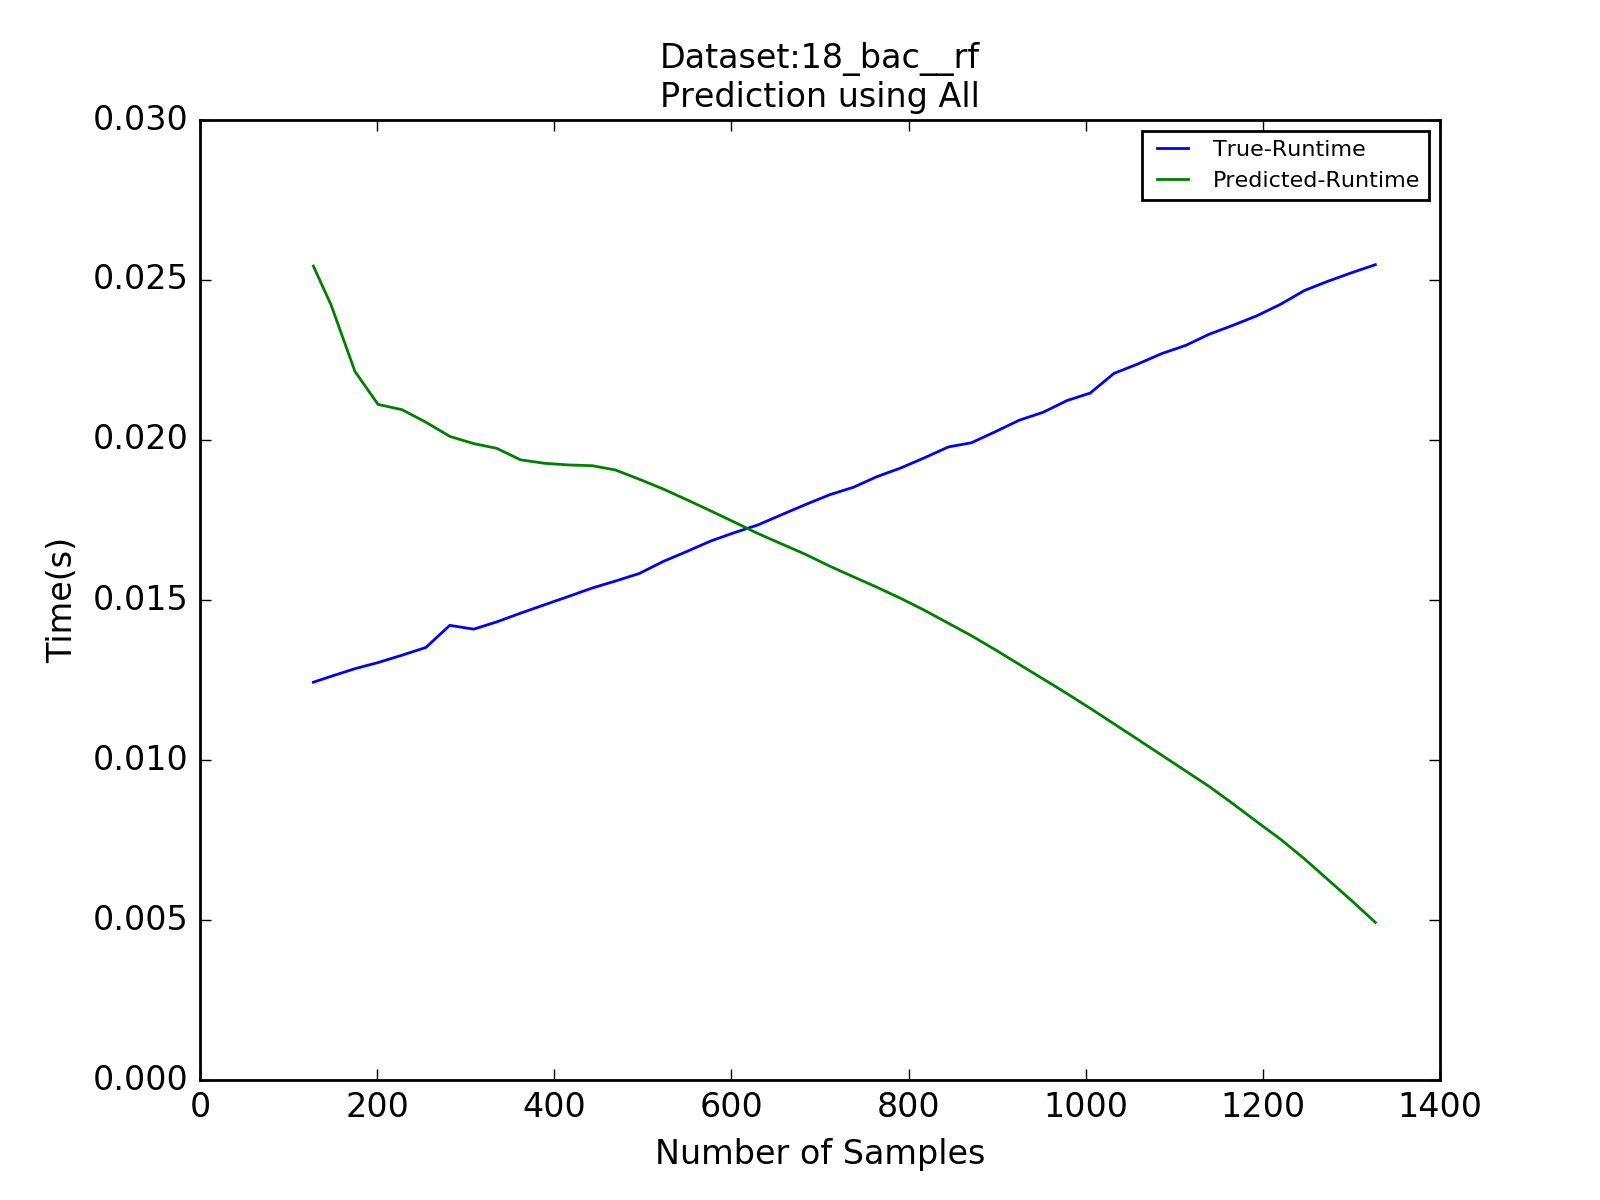 Dataset:18_bac__rf
Prediction using All
0.030
0.025
0.020
0.015
0.010
0.005
0.000
Time(s)
True-Runtime
Predicted-Runtime
0 200 400 600 800 1000 1200 1400
Number of Samples